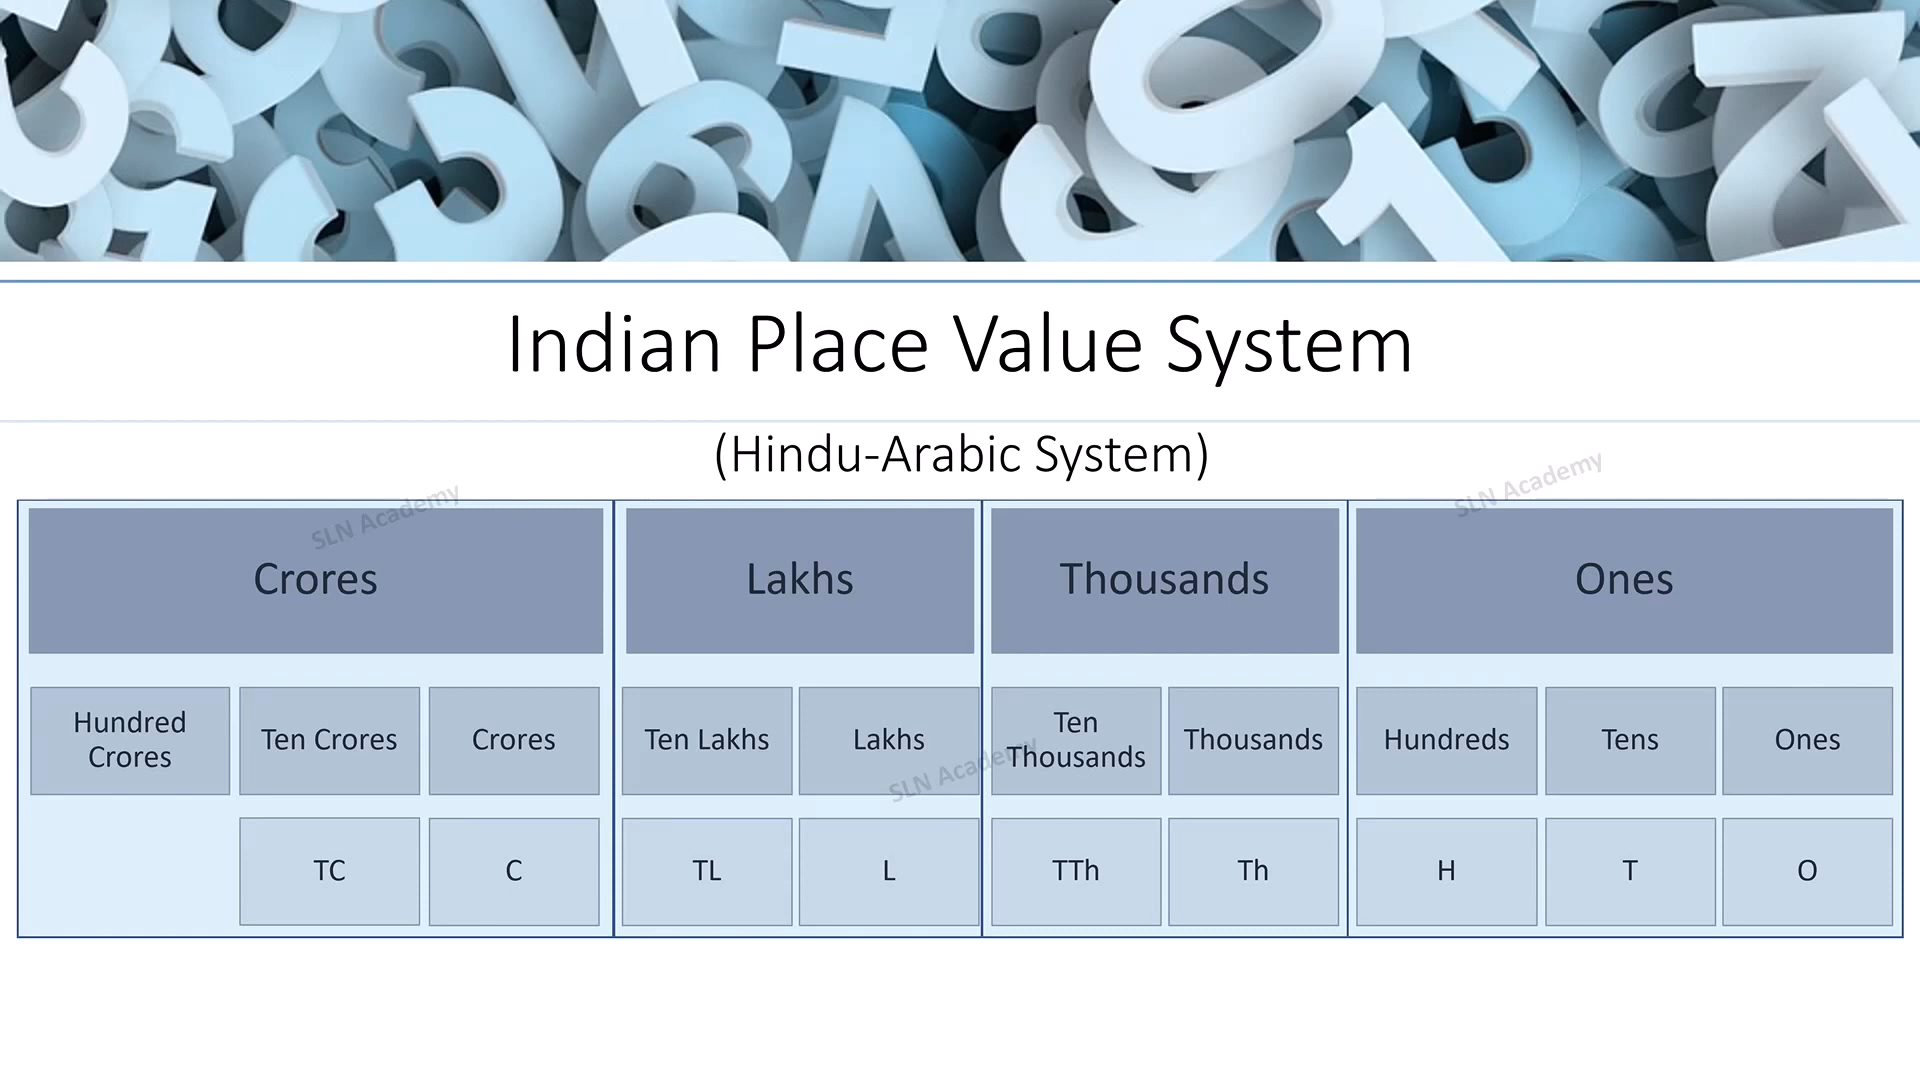 Indian Place Value System
(Hindu-Arabic System)
SLN Academy
SLN Academy
Crores
Lakhs
Thousands
Ones
Hundred
Crores
Ten Crores
Crores
Ten Lakhs
Lakhs
Ten
Thousands
Thousands
Hundreds
Tens
Ones
SLN Academy
TC
C
TL
L
TTh
Th
H
T
O